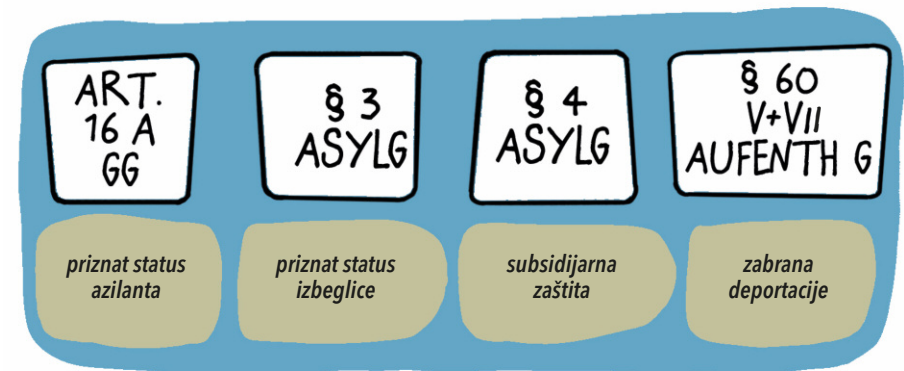 ART.
16 A
GG
§ 3
ASYLG
§ 4
ASYLG
§ 60
V+VII
AUFENTH G
priznat status
azilanta
priznat status
izbeglice
subsidijarna
zaštita
zabrana
deportacije